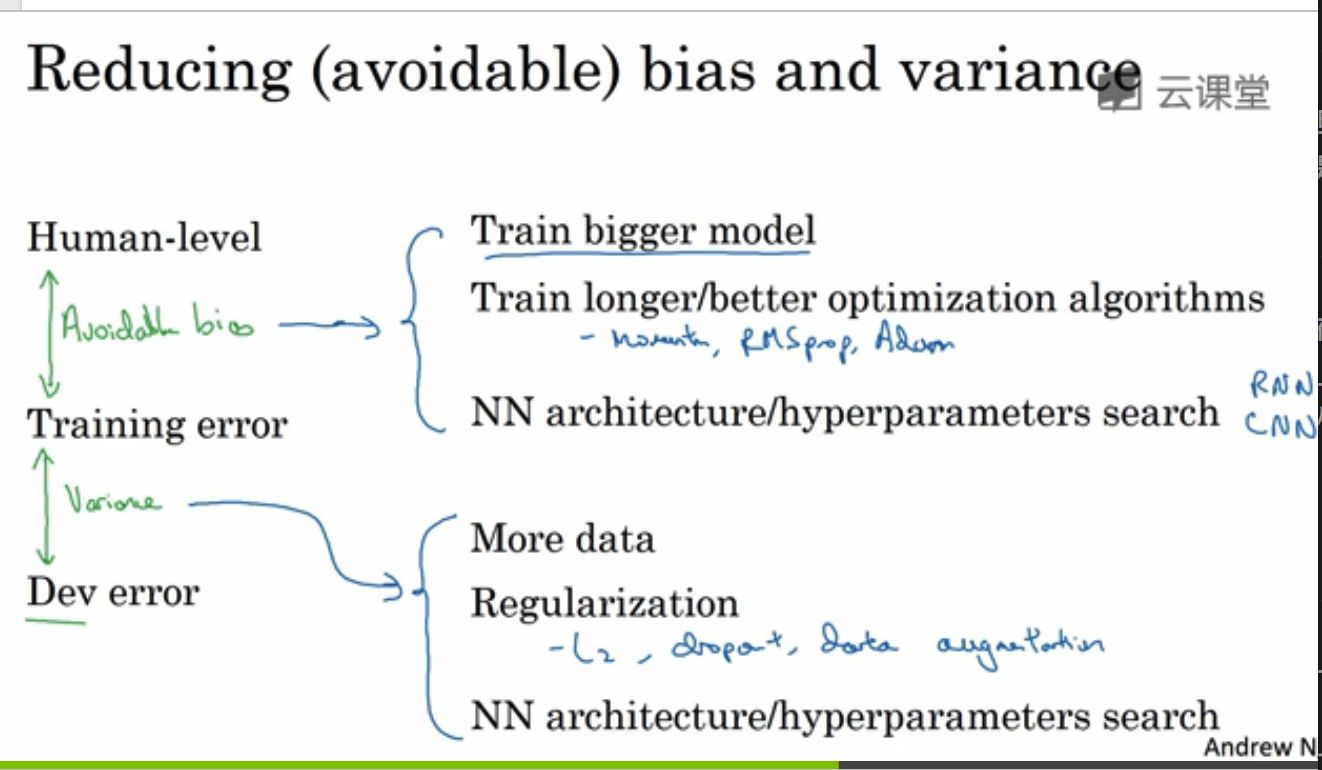 Reducing (avoidable) bias and variance
云课堂
Human-level
Avoidable bias
Training error
Variance
Dev error
Train bigger model
Train longer/better optimization algorithms
- momentum, RMSprop, Adam
NN architecture/hyperparameters search
RNN
CNN
More data
Regularization
- L2, dropout, data augmentation
NN architecture/hyperparameters search
Andrew N